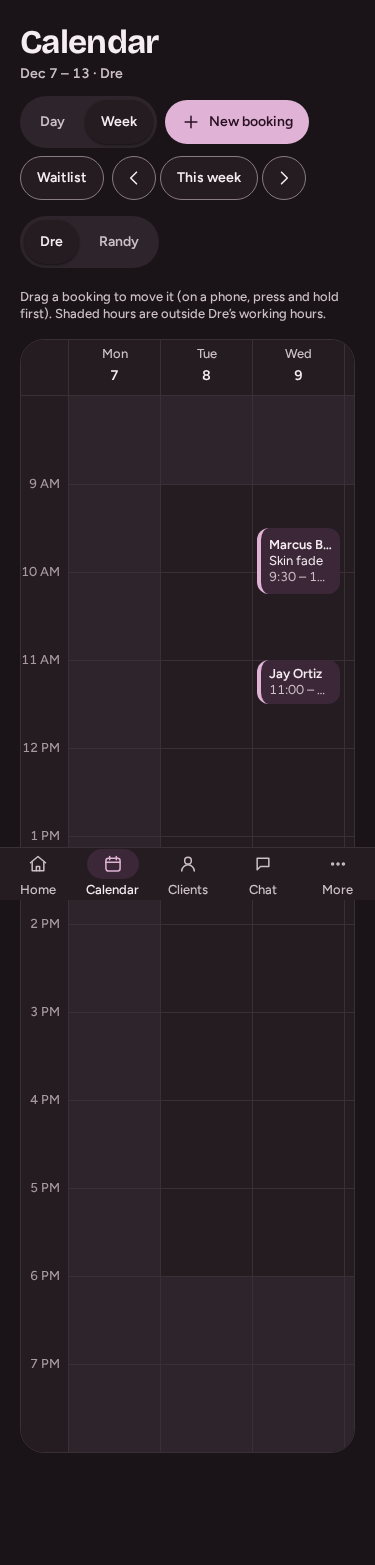 Calendar
Dec 7 – 13 · Dre
Day Week New booking
Waitlist This week
Dre Randy
Drag a booking to move it (on a phone, press and hold
first). Shaded hours are outside Dre's working hours.
Mon Tue Wed
7 8 9
9 AM
Marcus B...
Skin fade
9:30 – 1...
10 AM
11 AM
Jay Ortiz
11:00 – ...
12 PM
1 PM
Home Calendar Clients Chat More
2 PM
3 PM
4 PM
5 PM
6 PM
7 PM